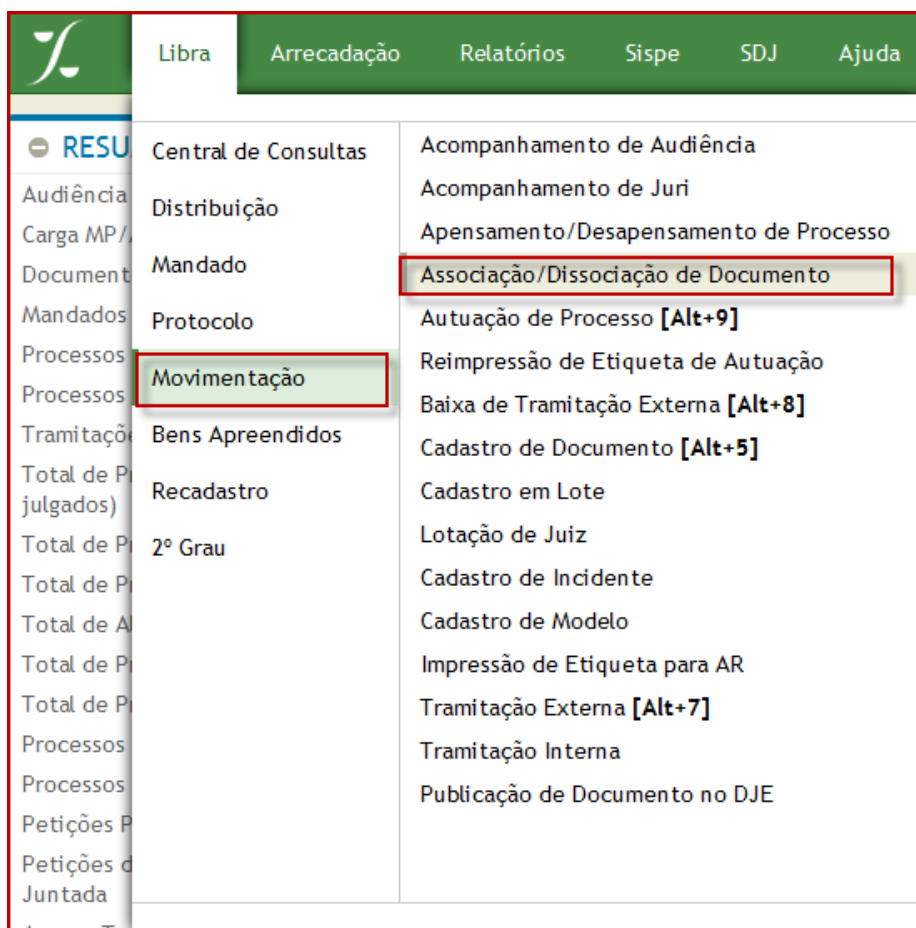 Libra Arrecadação Relatórios Sispe SDJ Ajuda
RESU
Audiência
Carga MP/
Document
Mandados
Processos
Processos
Tramitaçõ
Total de P
julgados)
Total de P
Total de P
Total de A
Total de P
Total de P
Processos
Processos
Petições P
Petições d
Juntada
Central de Consultas
Distribuição
Mandado
Protocolo
Movimentação
Bens Apreendidos
Recadastro
2º Grau
Acompanhamento de Audiência
Acompanhamento de Juri
Apensamento/Desapensamento de Processo
Associação/Dissociação de Documento
Autuação de Processo [Alt+9]
Reimpressão de Etiqueta de Autuação
Baixa de Tramitação Externa [Alt+8]
Cadastro de Documento [Alt+5]
Cadastro em Lote
Lotação de Juiz
Cadastro de Incidente
Cadastro de Modelo
Impressão de Etiqueta para AR
Tramitação Externa [Alt+7]
Tramitação Interna
Publicação de Documento no DJE